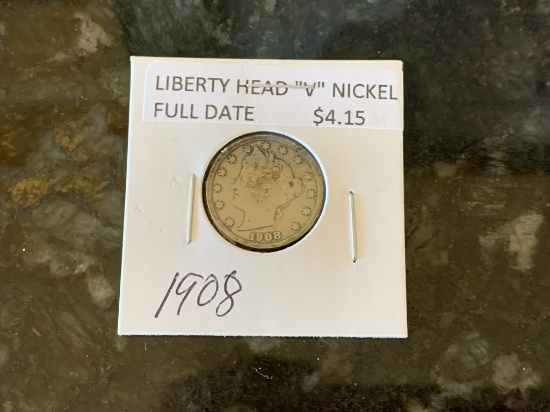 LIBERTY HEAD "V" NICKEL
FULL DATE $4.15
1908
1908